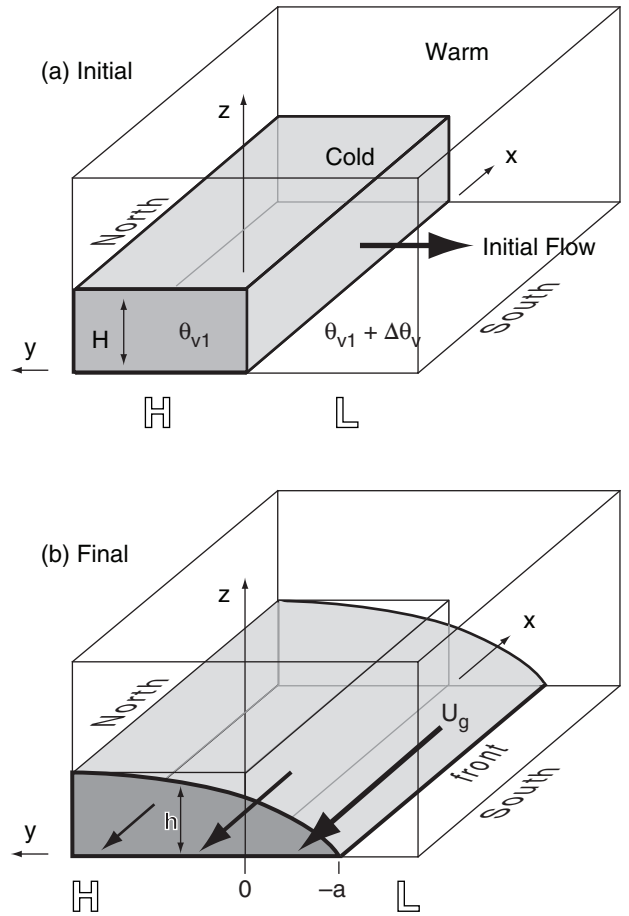 (a) Initial
Warm
z
Cold
x
North
Initial Flow
South
H
θv1
θv1 + Δθv
y
H
L
(b) Final
z
x
North
Ug
front
South
h
y
H
0
–a
L